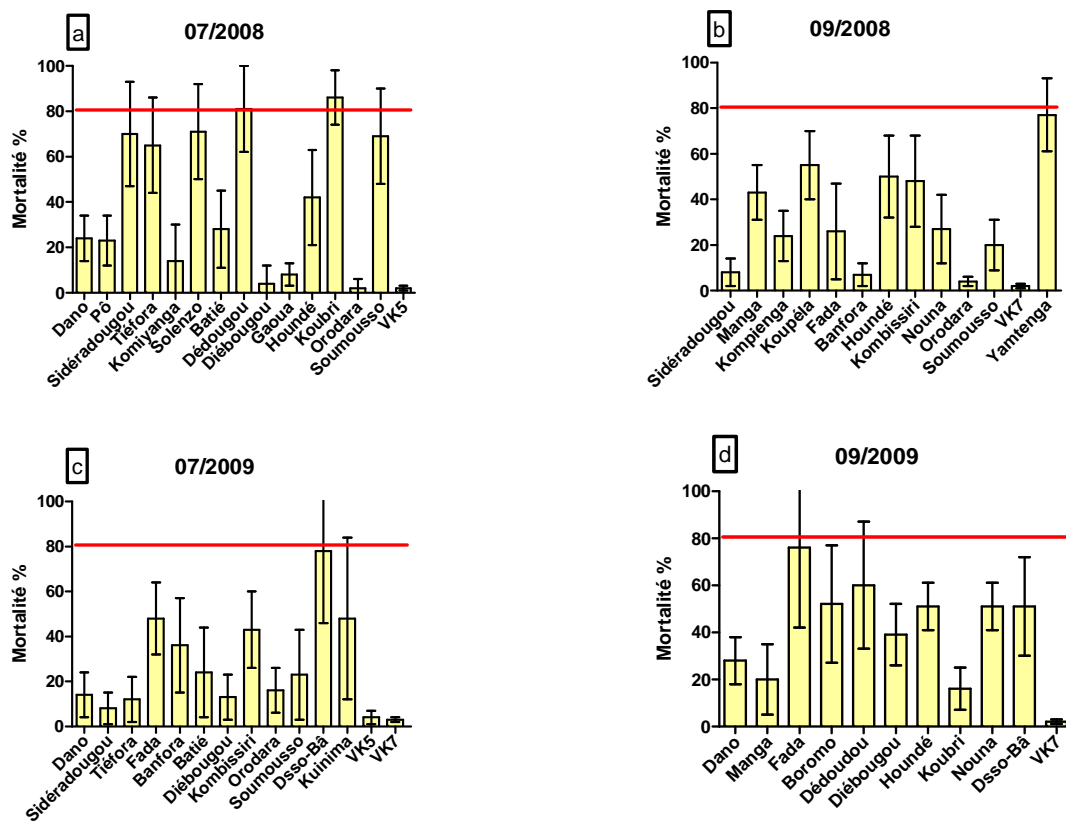 a
07/2008
Mortalité %
100
80
60
40
20
0
Dano
Pô
Sidéradougou
Tiéfora
Komiyanga
Solenzo
Batié
Dédougou
Diébougou
Gaoua
Houndé
Koubri
Orodara
Soumousso
VK5
b
09/2008
Mortalité %
100
80
60
40
20
0
Sidéradougou
Manga
Kompienga
Koupéla
Fada
Banfora
Houndé
Kombissiri
Nouna
Orodara
Soumousso
VK7
Yamtenga
c
07/2009
Mortalité %
100
80
60
40
20
0
Dano
Sidéradougou
Tiéfora
Fada
Banfora
Batié
Diébougou
Kombissiri
Orodara
Soumousso
Dsso-Bâ
Kuinima
VK5
VK7
d
09/2009
Mortalité %
100
80
60
40
20
0
Dano
Manga
Fada
Boromo
Dédoudou
Diébougou
Houndé
Koubri
Nouna
Dsso-Bâ
VK7